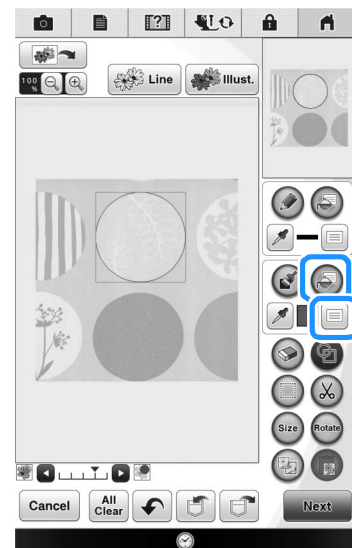 ?
100 %
Line
Illust.
Size
Rotate
Cancel
All Clear
Next